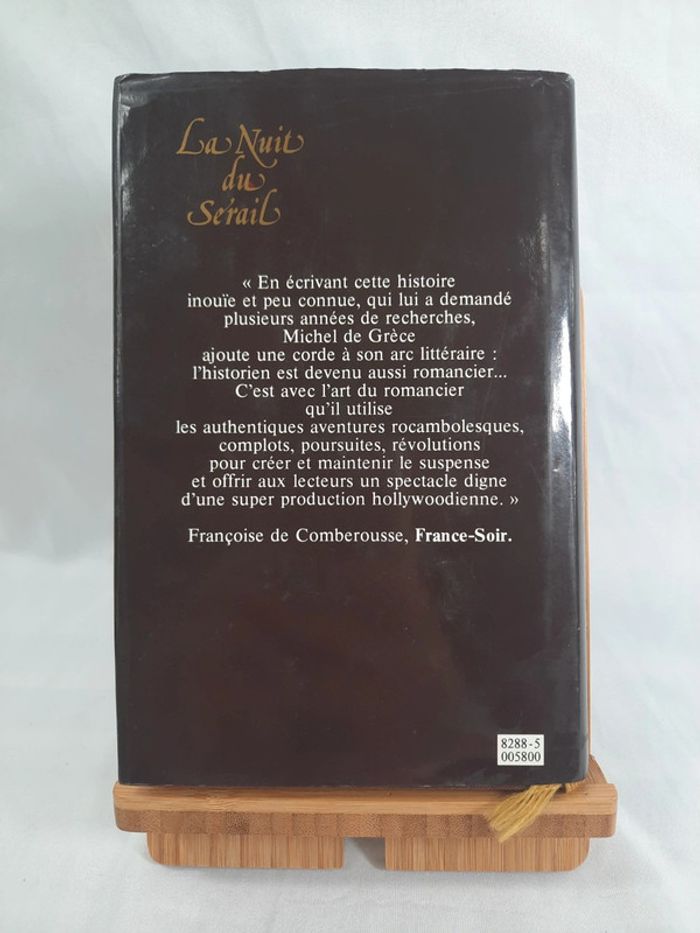 La Nuit
du
Sérail
« En écrivant cette histoire
inouïe et peu connue, qui lui a demandé
plusieurs années de recherches,
Michel de Grèce
ajoute une corde à son arc littéraire :
l'historien est devenu aussi romancier...
C'est avec l'art du romancier
qu'il utilise
les authentiques aventures rocambolesques,
complots, poursuites, révolutions
pour créer et maintenir le suspense
et offrir aux lecteurs un spectacle digne
d'une super production hollywoodienne. »
Françoise de Comberousse, France-Soir.
8288-5
005800